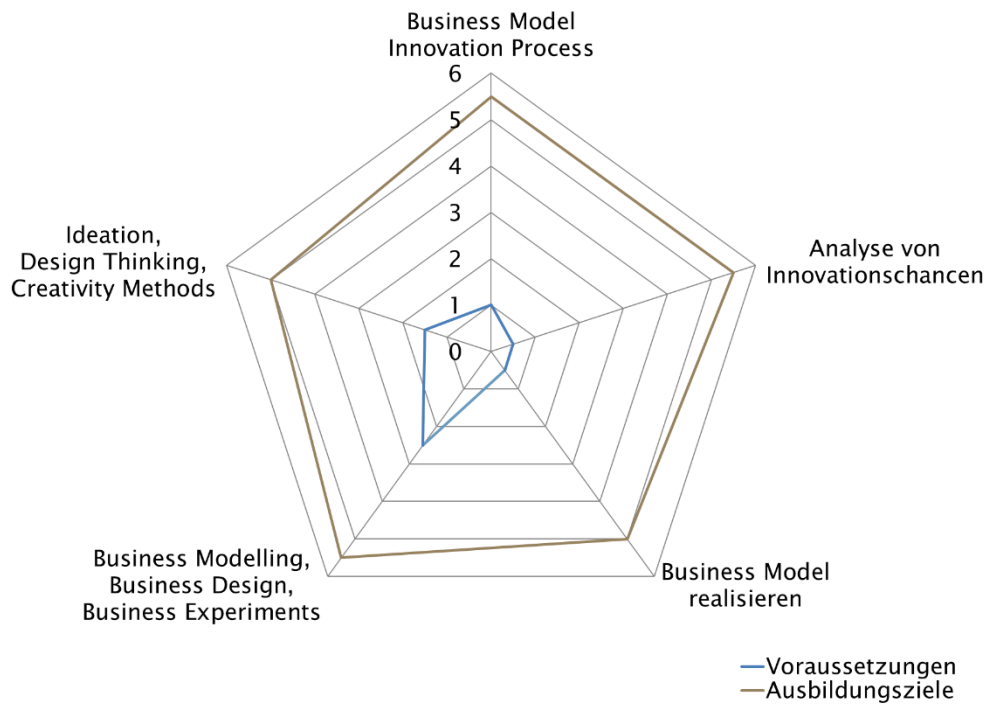 Business Model
Innovation Process
6
5
4
3
2
1
0
Ideation,
Design Thinking,
Creativity Methods
Analyse von
Innovationschancen
Business Modelling,
Business Design,
Business Experiments
Business Model
realisieren
Voraussetzungen
Ausbildungsziele